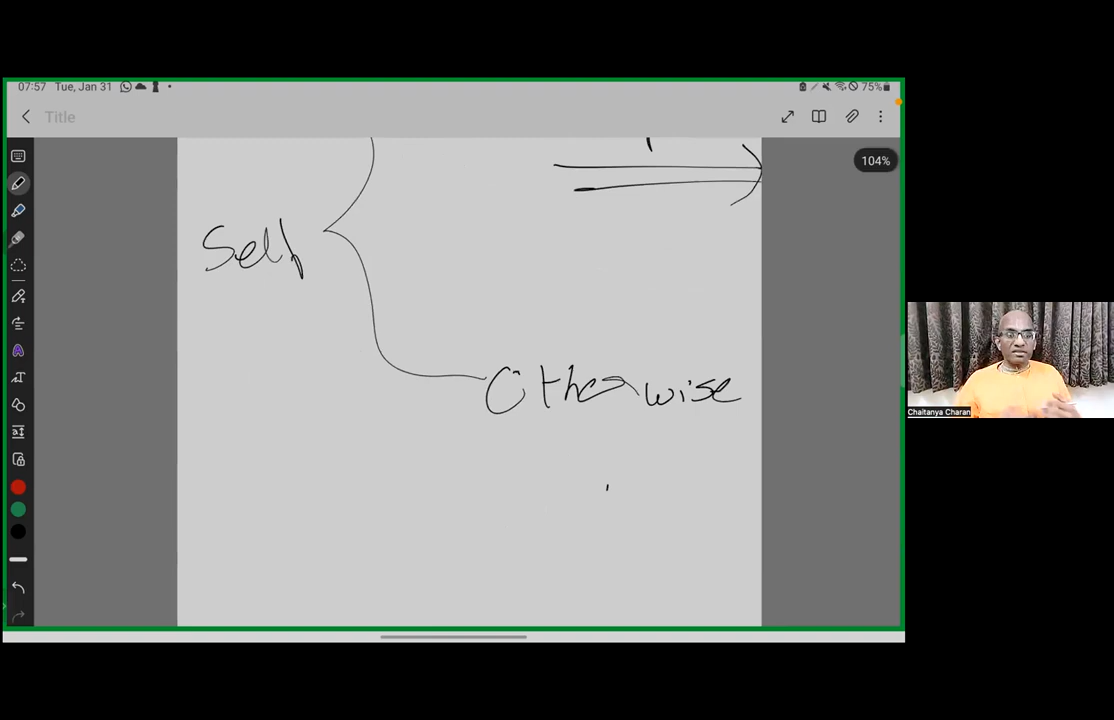 07:57 Tue, Jan 31 75%
Title
104%
Self
Otherwise
Chaitanya Charan